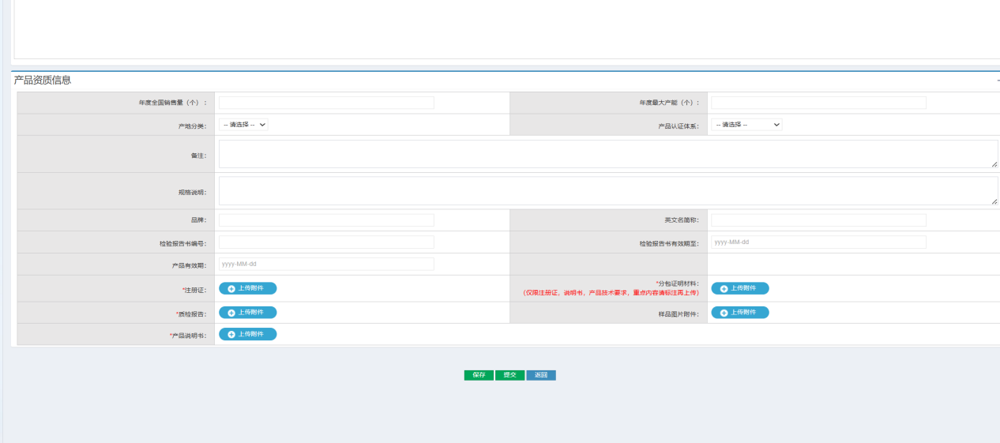 产品资质信息
年度全国销售量（个）：
年度最大产能（个）：
产地分类：
-- 请选择 --
产品认证体系：
-- 请选择 --
备注：
规格说明：
品牌：
英文名简称：
检验报告书编号：
检验报告书有效期至：
yyyy-MM-dd
产品有效期：
yyyy-MM-dd
*注册证：
上传附件
*分包证明材料：
（仅限注册证，说明书，产品技术要求，重点内容请标注再上传）
上传附件
*质检报告：
上传附件
样品图片附件：
上传附件
*产品说明书：
上传附件
保存
提交
返回